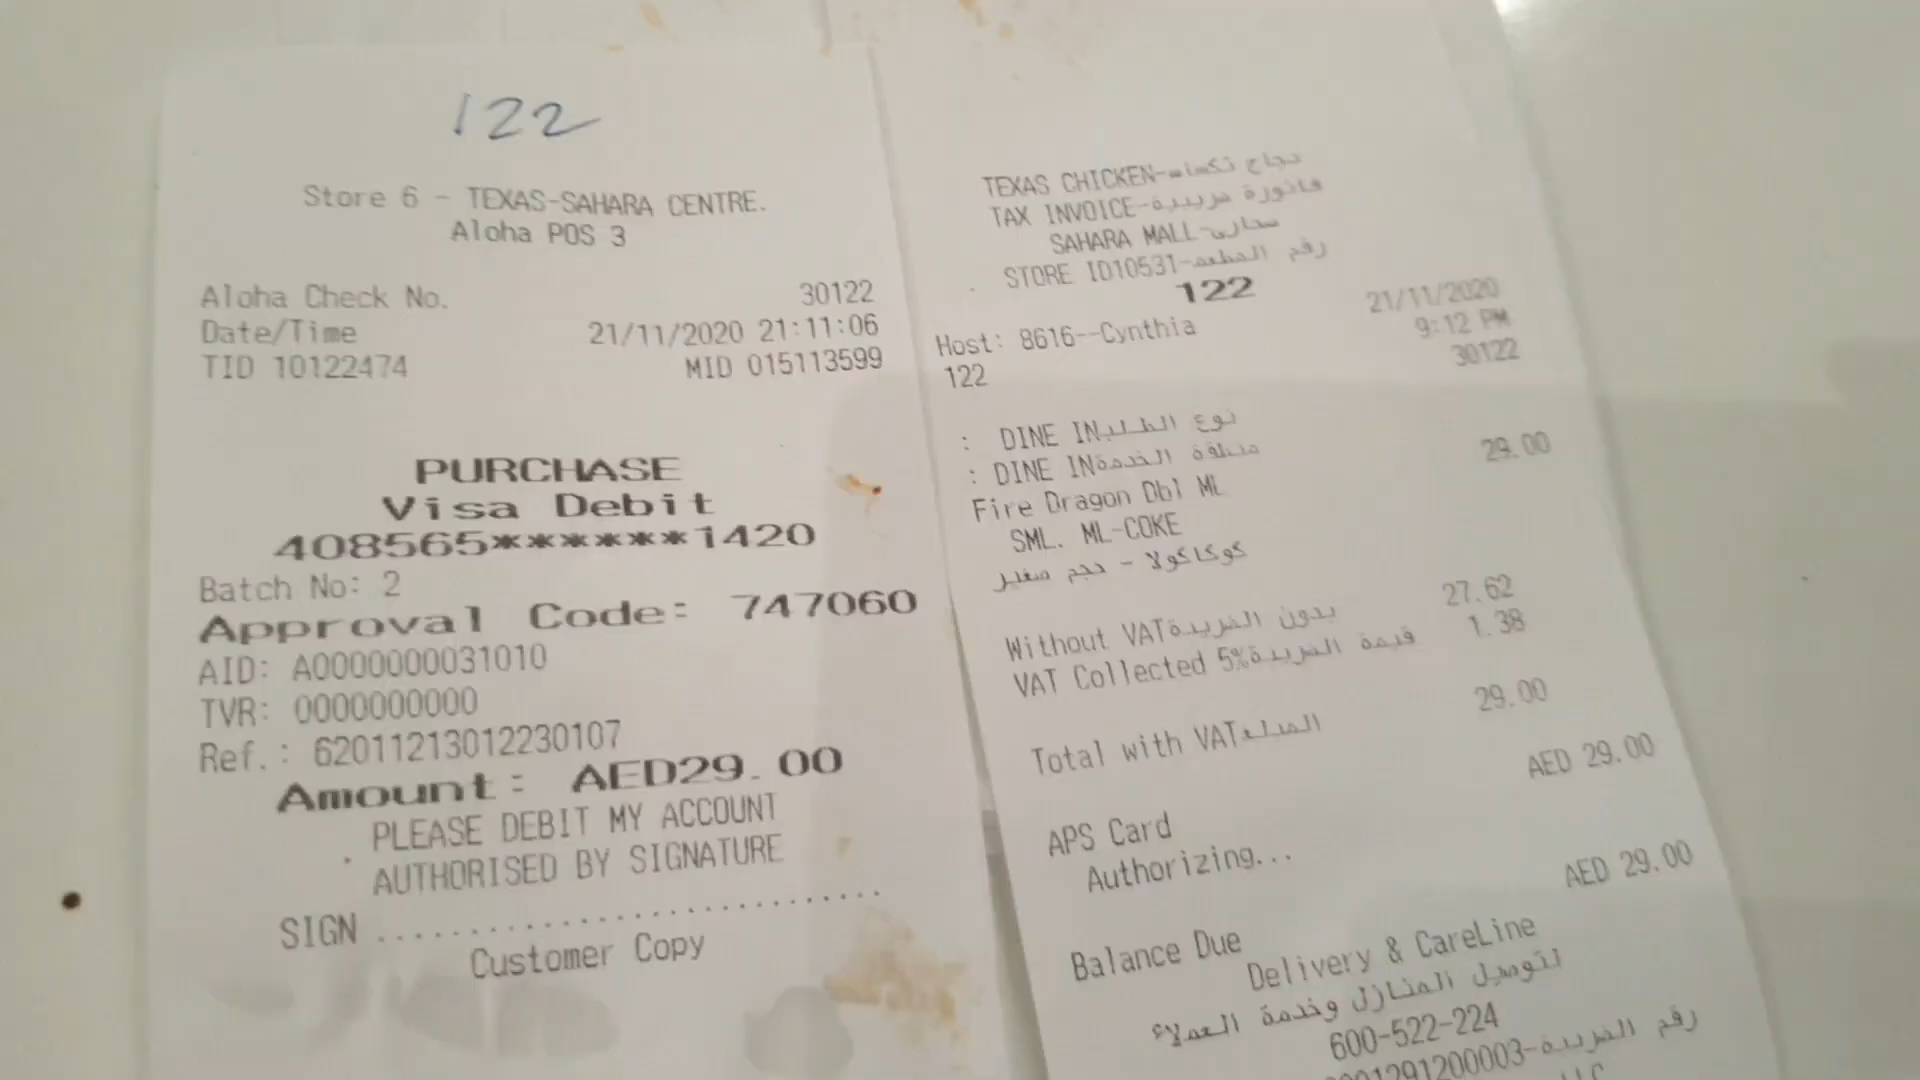 122
Store 6 - TEXAS-SAHARA CENTRE.
Aloha POS 3
Aloha Check No. 30122
Date/Time 21/11/2020 21:11:06
TID 10122474 MID 015113599
PURCHASE
Visa Debit
408565******1420
Batch No: 2
Approval Code: 747060
AID: A0000000031010
TVR: 0000000000
Ref.: 62011213012230107
Amount: AED29.00
PLEASE DEBIT MY ACCOUNT
AUTHORISED BY SIGNATURE
SIGN ..............................
Customer Copy
TEXAS CHICKEN-دجاج تكساس
TAX INVOICE-فاتورة ضريبية
SAHARA MALL-صحارى
STORE ID10531-رقم المطعم
122
Host: 8616--Cynthia 21/11/2020
9:12 PM
122 30122
: DINE IN نوع الطلب
: DINE IN منطقة الخدمة
Fire Dragon Dbl ML 29.00
SML. ML-COKE
كوكاكولا - حجم صغير
Without VAT بدون الضريبة 27.62
VAT Collected 5% قيمة الضريبة 1.38
Total with VAT المبلغ 29.00
APS Card AED 29.00
Authorizing...
Balance Due AED 29.00
Delivery & CareLine
لتوصيل المنازل وخدمة العملاء
600-522-224
1291200003-رقم الضريبة